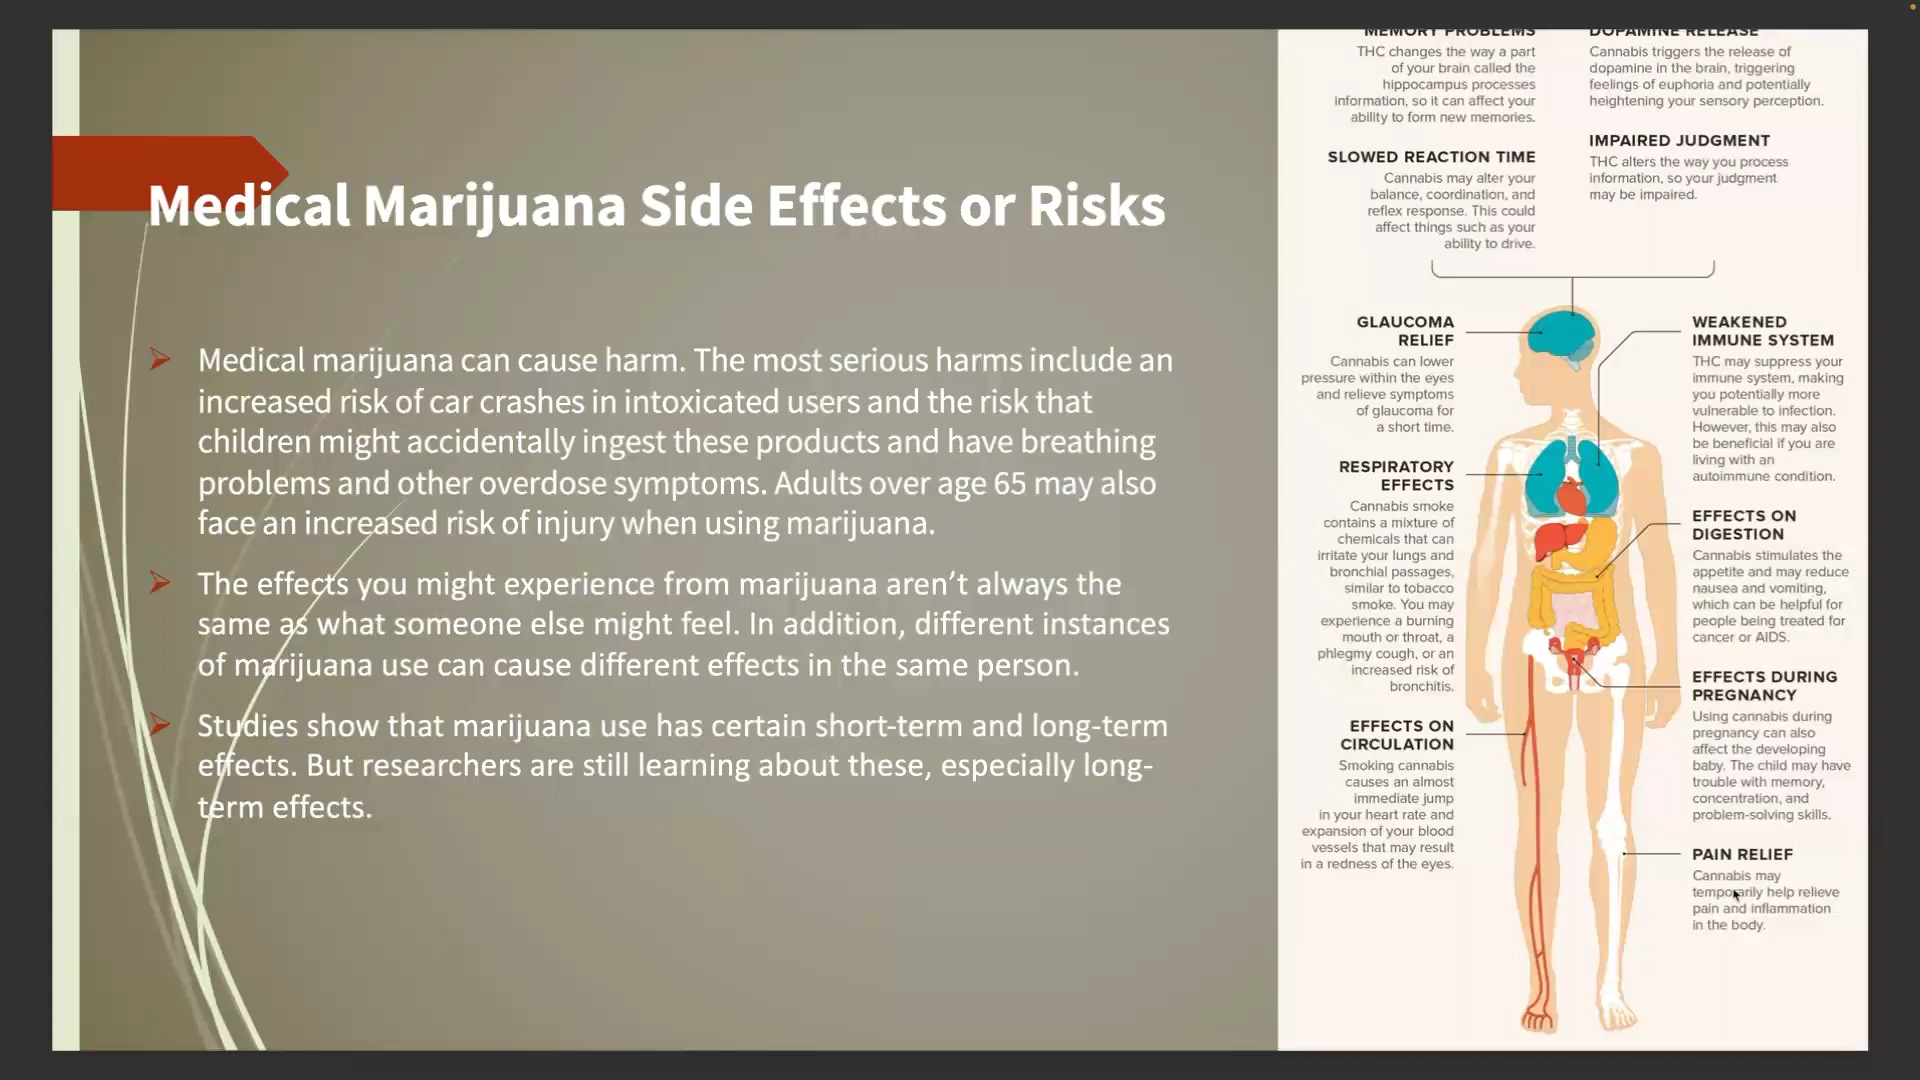 Medical Marijuana Side Effects or Risks
Medical marijuana can cause harm. The most serious harms include an
increased risk of car crashes in intoxicated users and the risk that
children might accidentally ingest these products and have breathing
problems and other overdose symptoms. Adults over age 65 may also
face an increased risk of injury when using marijuana.
The effects you might experience from marijuana aren’t always the
same as what someone else might feel. In addition, different instances
of marijuana use can cause different effects in the same person.
Studies show that marijuana use has certain short-term and long-term
effects. But researchers are still learning about these, especially long-
term effects.
MEMORY PROBLEMS
THC changes the way a part
of your brain called the
hippocampus processes
information, so it can affect your
ability to form new memories.
DOPAMINE RELEASE
Cannabis triggers the release of
dopamine in the brain, triggering
feelings of euphoria and potentially
heightening your sensory perception.
SLOWED REACTION TIME
Cannabis may alter your
balance, coordination, and
reflex response. This could
affect things such as your
ability to drive.
IMPAIRED JUDGMENT
THC alters the way you process
information, so your judgment
may be impaired.
GLAUCOMA
RELIEF
Cannabis can lower
pressure within the eyes
and relieve symptoms
of glaucoma for
a short time.
RESPIRATORY
EFFECTS
Cannabis smoke
contains a mixture of
chemicals that can
irritate your lungs and
bronchial passages,
similar to tobacco
smoke. You may
experience a burning
mouth or throat, a
phlegmy cough, or an
increased risk of
bronchitis.
EFFECTS ON
CIRCULATION
Smoking cannabis
causes an almost
immediate jump
in your heart rate and
expansion of your blood
vessels that may result
in a redness of the eyes.
WEAKENED
IMMUNE SYSTEM
THC may suppress your
immune system, making
you potentially more
vulnerable to infection.
However, this may also
be beneficial if you are
living with an
autoimmune condition.
EFFECTS ON
DIGESTION
Cannabis stimulates the
appetite and may reduce
nausea and vomiting,
which can be helpful for
people being treated for
cancer or AIDS.
EFFECTS DURING
PREGNANCY
Using cannabis during
pregnancy can also
affect the developing
baby. The child may have
trouble with memory,
concentration, and
problem-solving skills.
PAIN RELIEF
Cannabis may
temporarily help relieve
pain and inflammation
in the body.